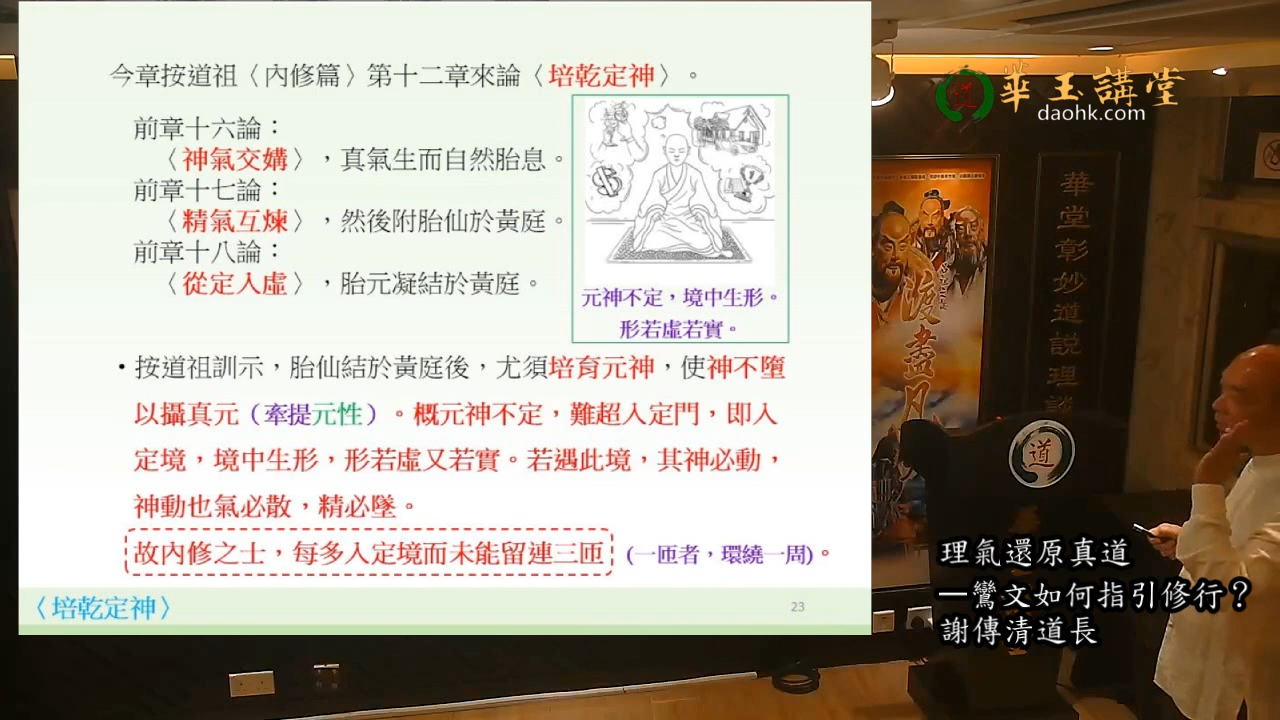 今章按道祖〈內修篇〉第十二章來論〈培乾定神〉。
前章十六論：
〈神氣交媾〉，真氣生而自然胎息。
前章十七論：
〈精氣互煉〉，然後附胎仙於黃庭。
前章十八論：
〈從定入虛〉，胎元凝結於黃庭。
元神不定，境中生形。
形若虛若實。
•按道祖訓示，胎仙結於黃庭後，尤須培育元神，使神不墮
以攝真元（牽提元性）。概元神不定，難超入定門，即入
定境，境中生形，形若虛又若實。若遇此境，其神必動，
神動也氣必散，精必墜。
故內修之士，每多入定境而未能留連三匝 (一匝者，環繞一周)。
〈培乾定神〉
23
道
華玉講堂
daohk.com
渡盡凡
華堂彰妙道說理談
道
理氣還原真道
—鸞文如何指引修行？
謝傳清道長